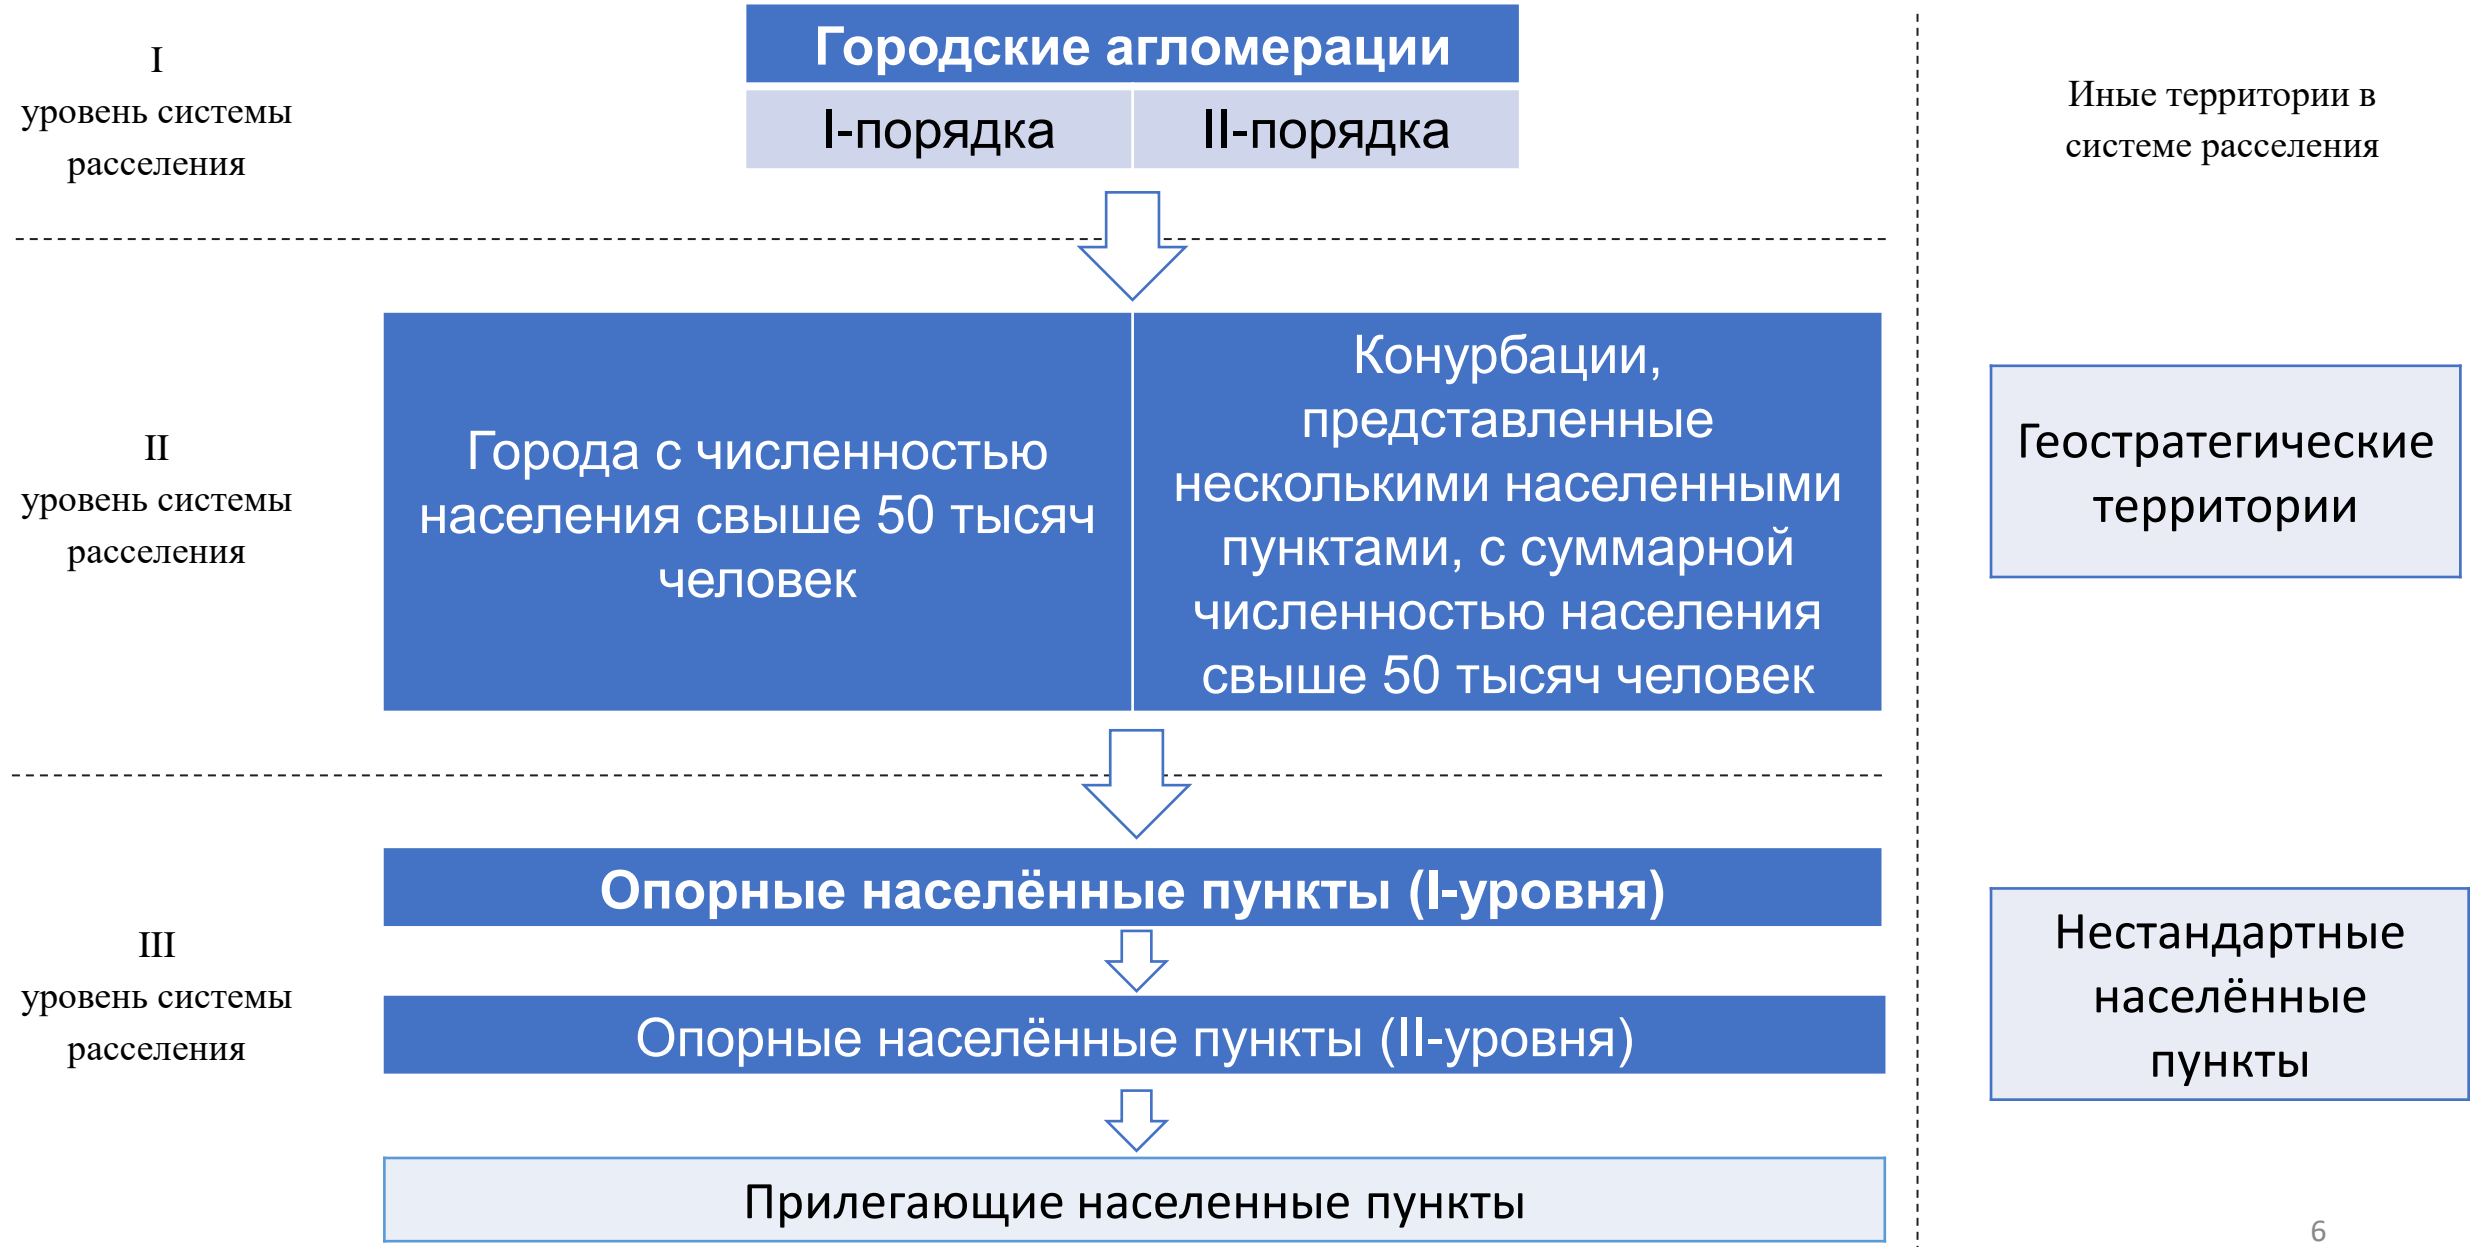 I
уровень системы
расселения
Городские агломерации
I-порядка
II-порядка
Иные территории в
системе расселения
II
уровень системы
расселения
Города с численностью
населения свыше 50 тысяч
человек
Конурбации,
представленные
несколькими населенными
пунктами, с суммарной
численностью населения
свыше 50 тысяч человек
Геостратегические
территории
III
уровень системы
расселения
Опорные населённые пункты (I-уровня)
Опорные населённые пункты (II-уровня)
Прилегающие населенные пункты
Нестандартные
населённые
пункты
6